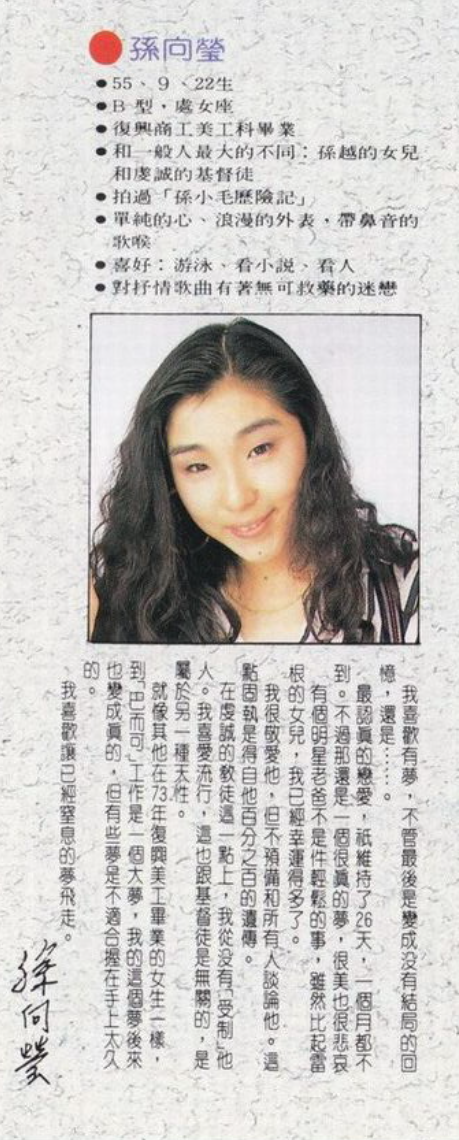 孫向瑩
●55、9、22生
●B型，處女座
●復興商工美工科畢業
●和一般人最大的不同：孫越的女兒
和虔誠的基督徒
●拍過「孫小毛歷險記」
●單純的心、浪漫的外表，帶鼻音的
歌喉
●喜好：游泳、看小說、看人
●對抒情歌曲有著無可救藥的迷戀
我喜歡有夢，不管最後是變成沒有結局的回
憶，還是……。
最認真的戀愛，祇維持了26天，一個月都不
到。不過那還是一個很真的夢，很美也很悲哀
有個明星老爸不是件輕鬆的事，雖然比起雷
根的女兒，我已經幸運得多了。
我很敬愛他，但不預備和所有人談論他。這
點固執是得自他百分之百的遺傳。
在虔誠的教徒這一點上，我從沒有「受制」他
人。我喜愛流行，這也跟基督徒是無關的，是
屬於另一種天性。
就像其他在73年復興美工畢業的女生一樣，
到「巴而可」工作是一個大夢，我的這個夢後來
也變成真的，但有些夢是不適合握在手上太久
的。
我喜歡讓已經窒息的夢飛走。
孫向瑩